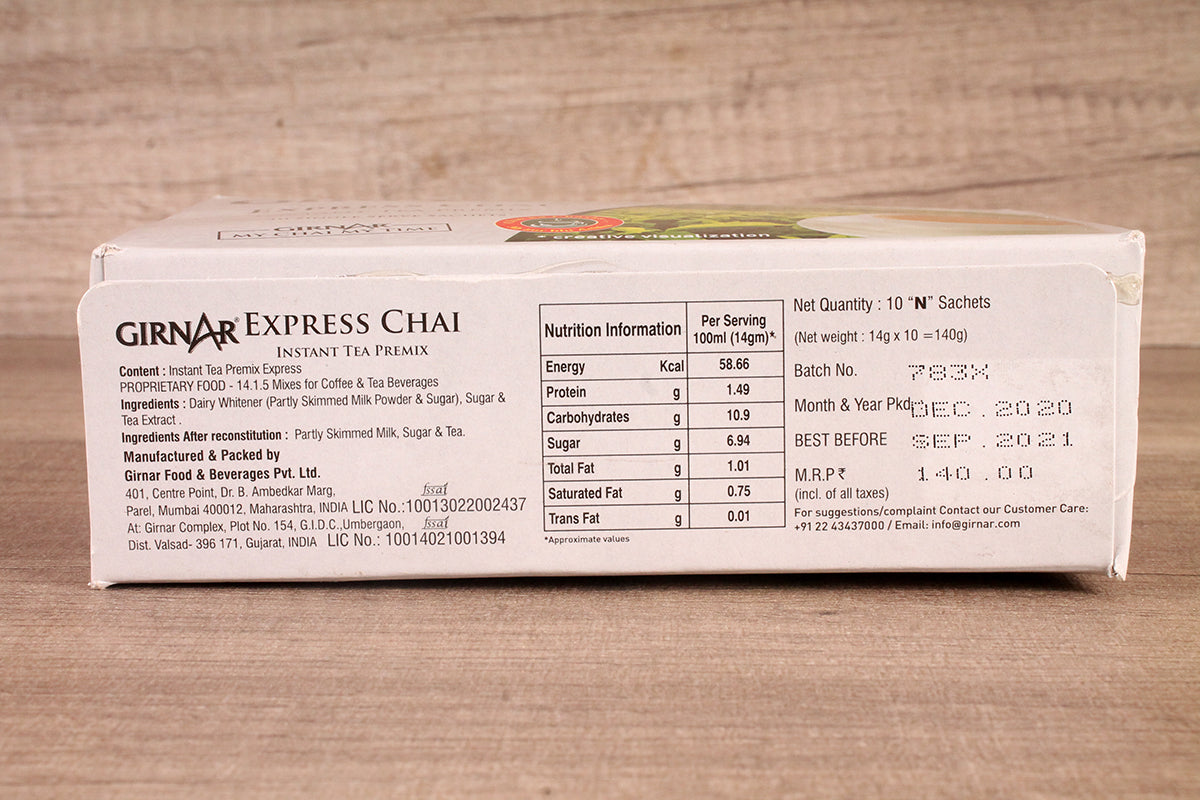 EXPRESS
GIRNAR
MY CHAI MY TIME
* creative visualization
GIRNAR® EXPRESS CHAI
INSTANT TEA PREMIX
Content : Instant Tea Premix Express
PROPRIETARY FOOD - 14.1.5 Mixes for Coffee & Tea Beverages
Ingredients : Dairy Whitener (Partly Skimmed Milk Powder & Sugar), Sugar &
Tea Extract .
Ingredients After reconstitution : Partly Skimmed Milk, Sugar & Tea.
Manufactured & Packed by
Girnar Food & Beverages Pvt. Ltd.
401, Centre Point, Dr. B. Ambedkar Marg, fssai
Parel, Mumbai 400012, Maharashtra, INDIA LIC No.:10013022002437
At: Girnar Complex, Plot No. 154, G.I.D.C.,Umbergaon, fssai
Dist. Valsad- 396 171, Gujarat, INDIA LIC No.: 10014021001394
Nutrition Information Per Serving
100ml (14gm)*
Energy Kcal 58.66
Protein g 1.49
Carbohydrates g 10.9
Sugar g 6.94
Total Fat g 1.01
Saturated Fat g 0.75
Trans Fat g 0.01
*Approximate values
Net Quantity : 10 “N” Sachets
(Net weight : 14g x 10 =140g)
Batch No. 783X
Month & Year Pkd DEC.2020
BEST BEFORE SEP.2021
M.R.P ₹ 140.00
(incl. of all taxes)
For suggestions/complaint Contact our Customer Care:
+91 22 43437000 / Email: info@girnar.com